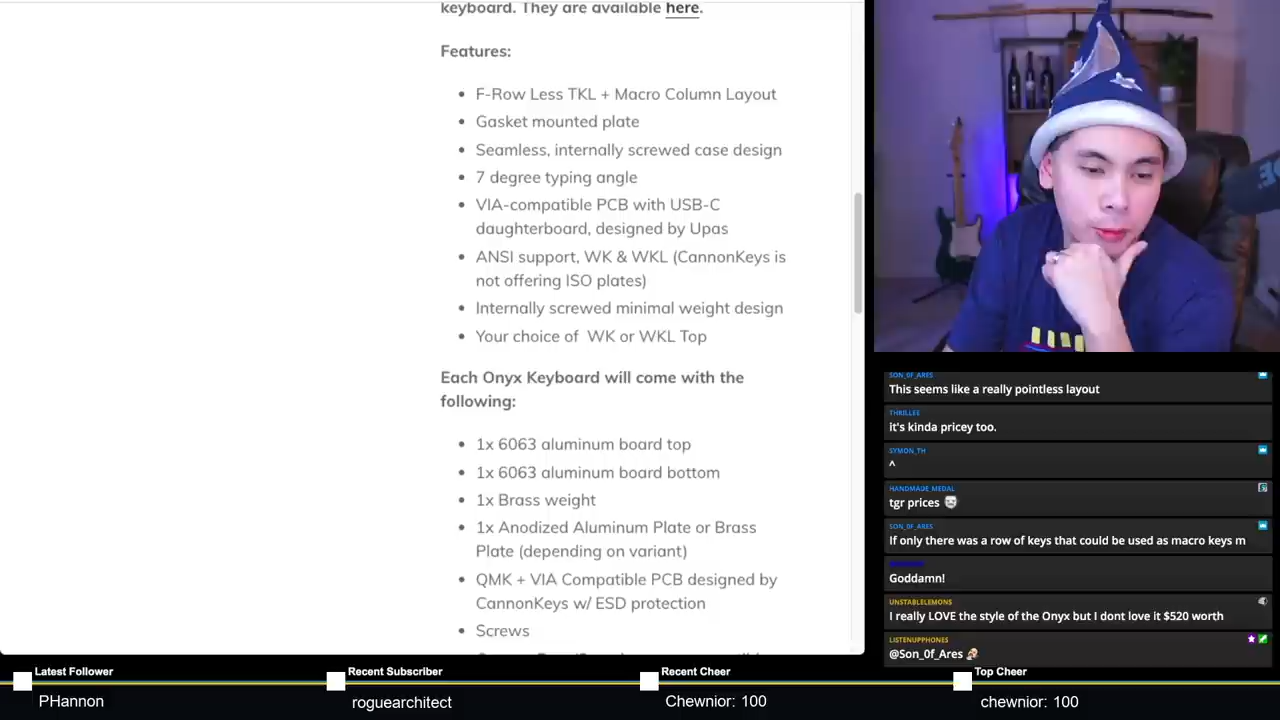 keyboard. They are available here.
Features:
F-Row Less TKL + Macro Column Layout
Gasket mounted plate
Seamless, internally screwed case design
7 degree typing angle
VIA-compatible PCB with USB-C
daughterboard, designed by Upas
ANSI support, WK & WKL (CannonKeys is
not offering ISO plates)
Internally screwed minimal weight design
Your choice of WK or WKL Top
Each Onyx Keyboard will come with the
following:
1x 6063 aluminum board top
1x 6063 aluminum board bottom
1x Brass weight
1x Anodized Aluminum Plate or Brass
Plate (depending on variant)
QMK + VIA Compatible PCB designed by
CannonKeys w/ ESD protection
Screws
SON_0F_ARES
This seems like a really pointless layout
THRILLEE
it's kinda pricey too.
SYMON_TH
^
HANDMADE_MEDAL
tgr prices
SON_0F_ARES
If only there was a row of keys that could be used as macro keys m
Goddamn!
UNSTABLELEMONS
I really LOVE the style of the Onyx but I dont love it $520 worth
LISTENUPPHONES
@Son_0f_Ares
Latest Follower
PHannon
Recent Subscriber
roguearchitect
Recent Cheer
Chewnior: 100
Top Cheer
chewnior: 100